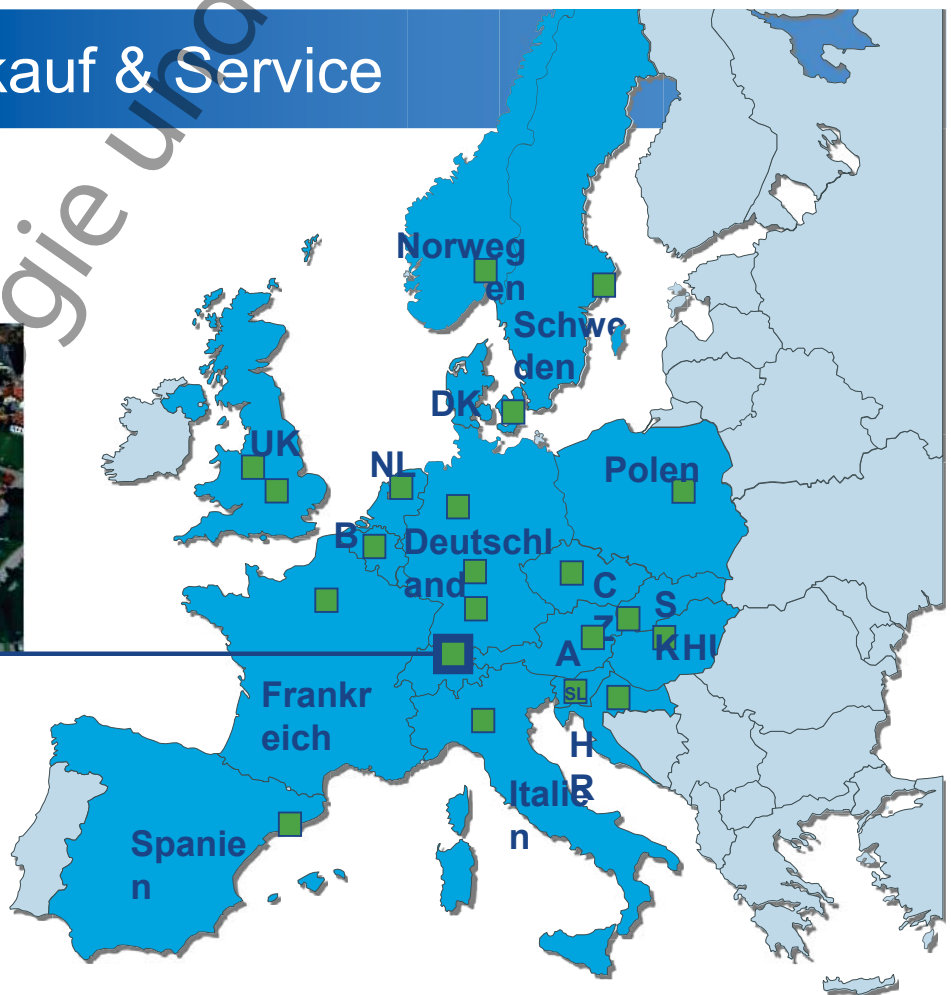 kauf & Service
gie und
Norweg
en
Schwe
den
DK
UK
NL
Polen
B
Deutschl
and
C
Z
S
K
HU
A
SL
Frankr
eich
H
R
Italie
n
Spanie
n